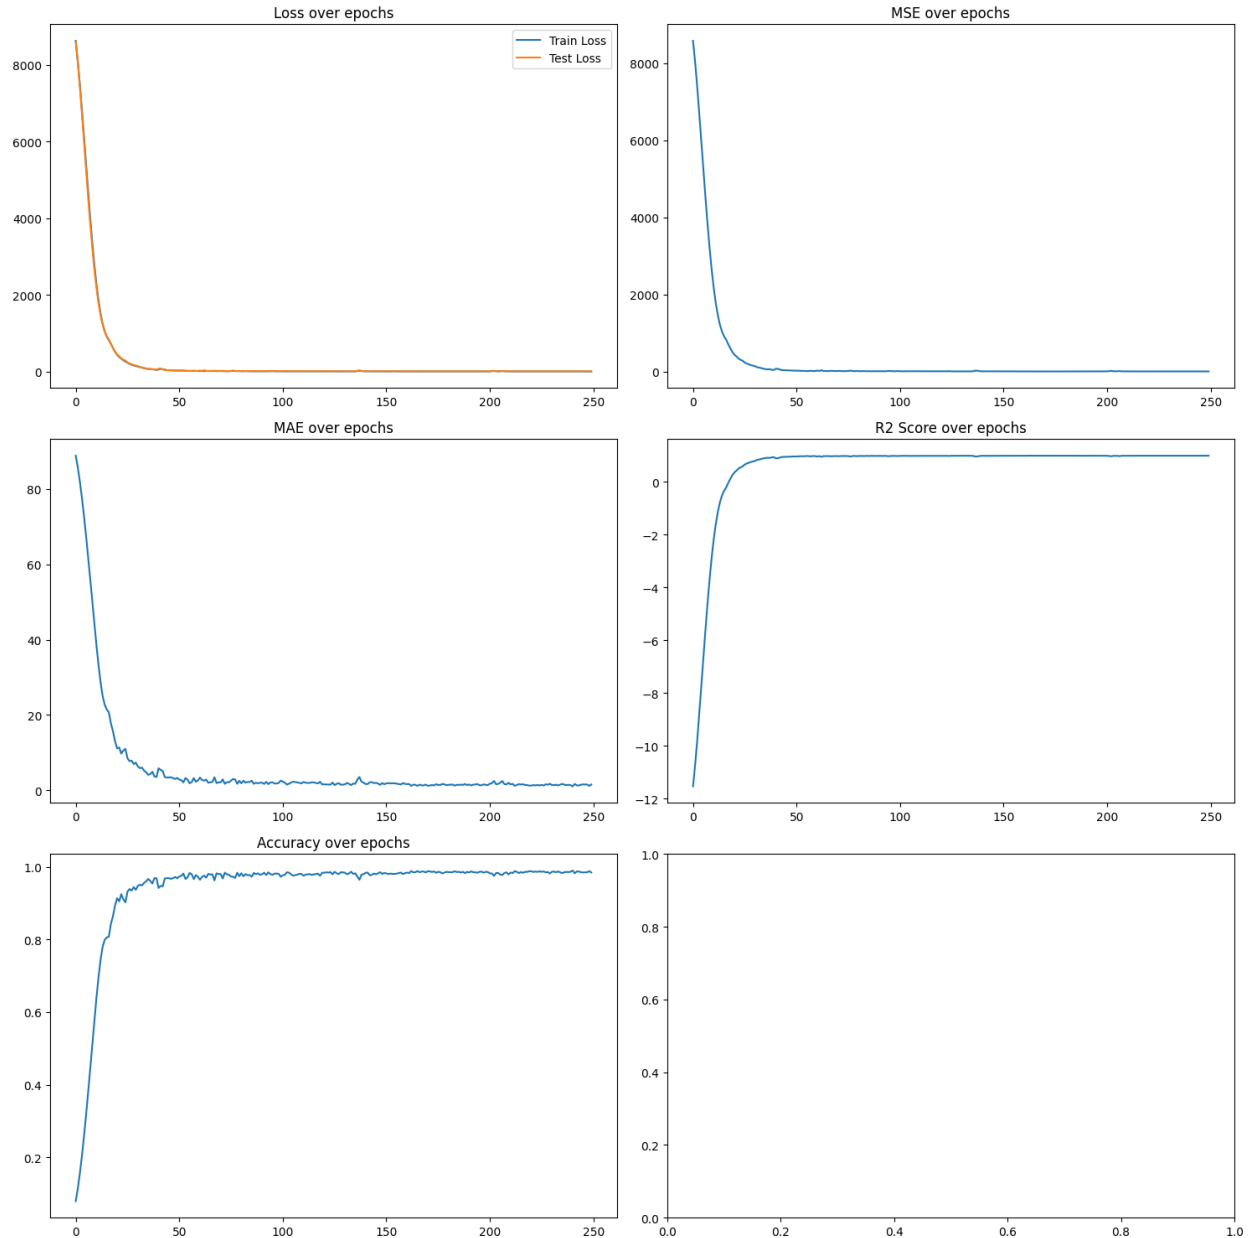 Loss over epochs
Train Loss
Test Loss
8000
6000
4000
2000
0
0 50 100 150 200 250
MSE over epochs
8000
6000
4000
2000
0
0 50 100 150 200 250
MAE over epochs
80
60
40
20
0
0 50 100 150 200 250
R2 Score over epochs
0
−2
−4
−6
−8
−10
−12
0 50 100 150 200 250
Accuracy over epochs
1.0
0.8
0.6
0.4
0.2
0 50 100 150 200 250
1.0
0.8
0.6
0.4
0.2
0.0
0.0 0.2 0.4 0.6 0.8 1.0